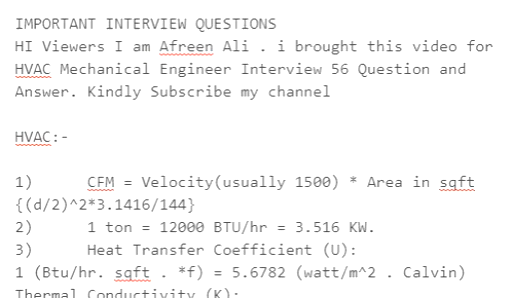 IMPORTANT INTERVIEW QUESTIONS
HI Viewers I am Afreen Ali . i brought this video for
HVAC Mechanical Engineer Interview 56 Question and
Answer. Kindly Subscribe my channel
HVAC:-
1) CFM = Velocity(usually 1500) * Area in sqft
{(d/2)^2*3.1416/144}
2) 1 ton = 12000 BTU/hr = 3.516 KW.
3) Heat Transfer Coefficient (U):
1 (Btu/hr. sqft . *f) = 5.6782 (watt/m^2 . Calvin)
Thermal Conductivity (K):